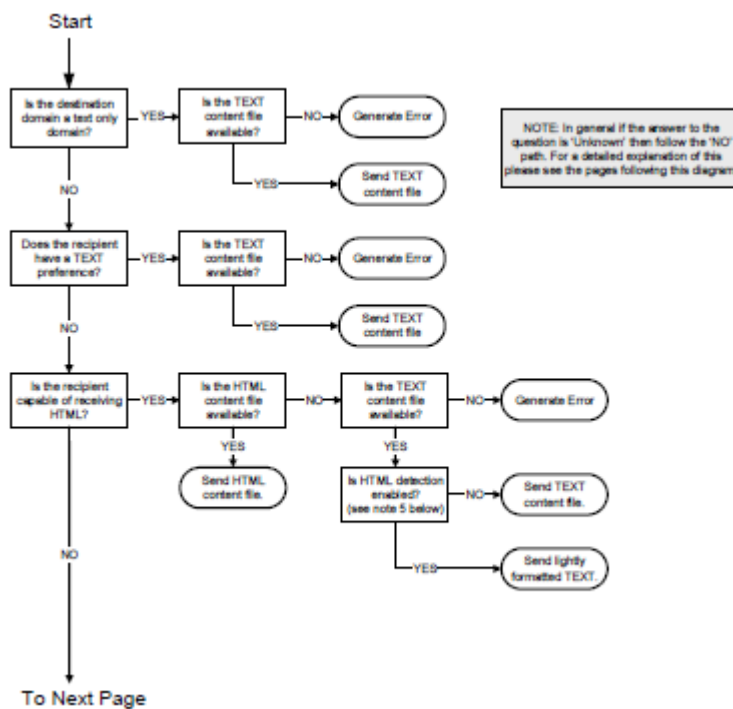 Start
Is the destination
domain a text only
domain?
YES
Is the TEXT
content file
available?
NO
Generate Error
YES
Send TEXT
content file
NOTE: In general if the answer to the
question is 'Unknown' then follow the 'NO'
path. For a detailed explanation of this
please see the pages following this diagram
NO
Does the recipient
have a TEXT
preference?
YES
Is the TEXT
content file
available?
NO
Generate Error
YES
Send TEXT
content file
NO
Is the recipient
capable of receiving
HTML?
YES
Is the HTML
content file
available?
NO
Is the TEXT
content file
available?
NO
Generate Error
YES
Send HTML
content file.
YES
Is HTML detection
enabled?
(see note 5 below)
NO
Send TEXT
content file.
YES
Send lightly
formatted TEXT.
NO
To Next Page